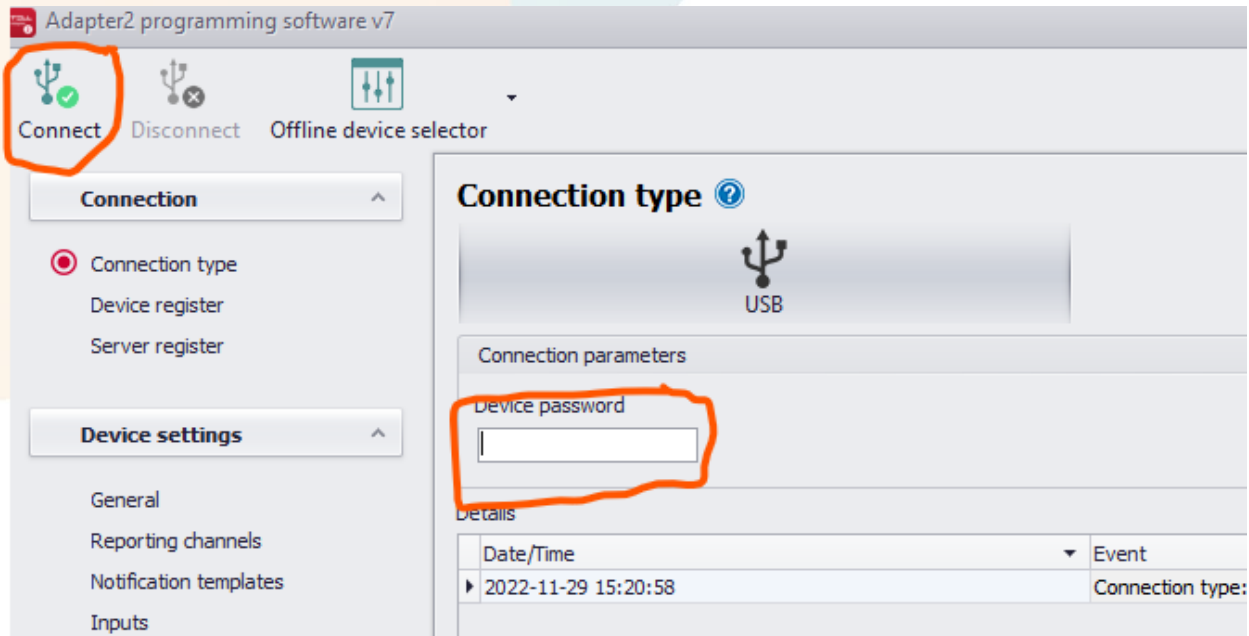 Adapter2 programming software v7
Connect Disconnect Offline device selector
Connection
Connection type
Device register
Server register
Device settings
General
Reporting channels
Notification templates
Inputs
Connection type
USB
Connection parameters
Device password
Details
Date/Time Event
2022-11-29 15:20:58 Connection type: